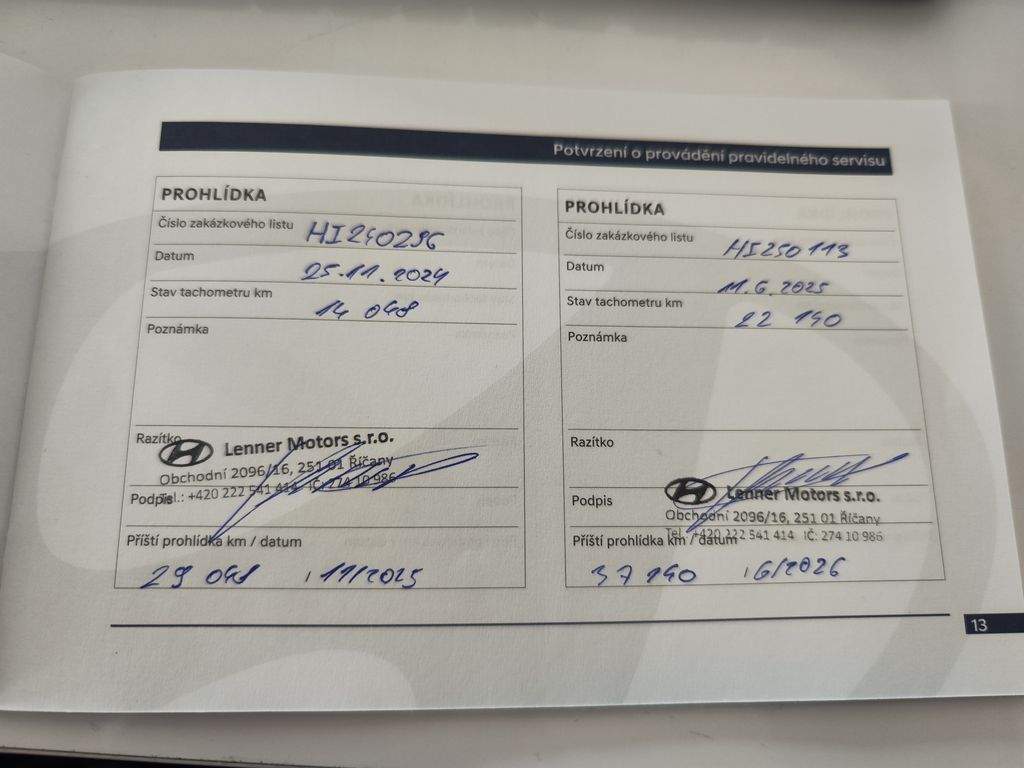 Potvrzení o provádění pravidelného servisu
PROHLÍDKA
Číslo zakázkového listu HI240296
Datum 25.11.2024
Stav tachometru km 14 048
Poznámka
Razítko
Lenner Motors s.r.o.
Obchodní 2096/16, 251 01 Říčany
Podpis
Tel.: +420 222 541 414 IČ: 274 10 986
Příští prohlídka km / datum
29 048 / 11/2025
PROHLÍDKA
Číslo zakázkového listu HI250113
Datum 11.6.2025
Stav tachometru km 22 190
Poznámka
Razítko
Podpis
Lenner Motors s.r.o.
Obchodní 2096/16, 251 01 Říčany
Tel.: +420 222 541 414 IČ: 274 10 986
Příští prohlídka km / datum
37 190 / 6/2026
13